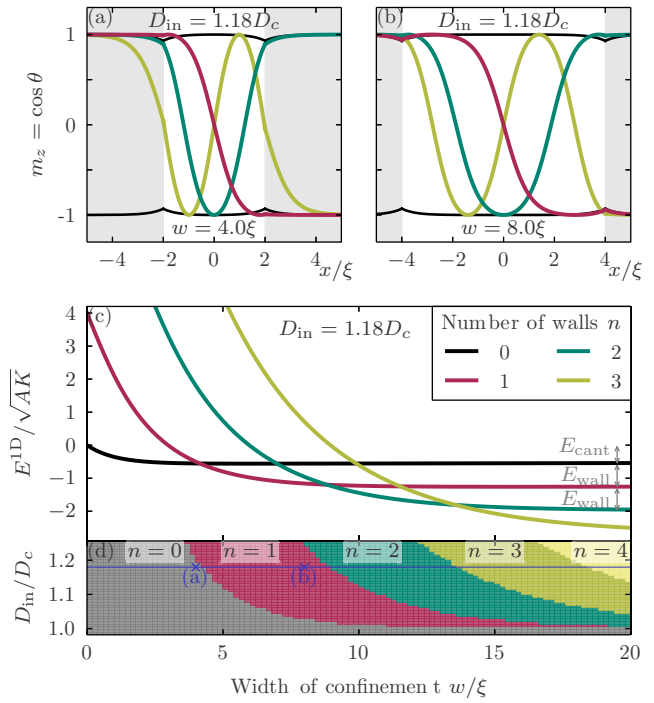 (a) D_in = 1.18D_c
(b) D_in = 1.18D_c
m_z = cos θ
1
0
-1
w = 4.0ξ
−4 −2 0 2 4 x/ξ
1
0
-1
w = 8.0ξ
−4 −2 0 2 4 x/ξ
(c) D_in = 1.18D_c
Number of walls n
0 2
1 3
E^1D/√AK
4
3
2
1
0
−1
−2
E_cant
E_wall
E_wall
(d) n = 0 n = 1 n = 2 n = 3 n = 4
(a) (b)
D_in/D_c
1.2
1.1
1.0
0 5 10 15 20
Width of confinemen t w/ξ